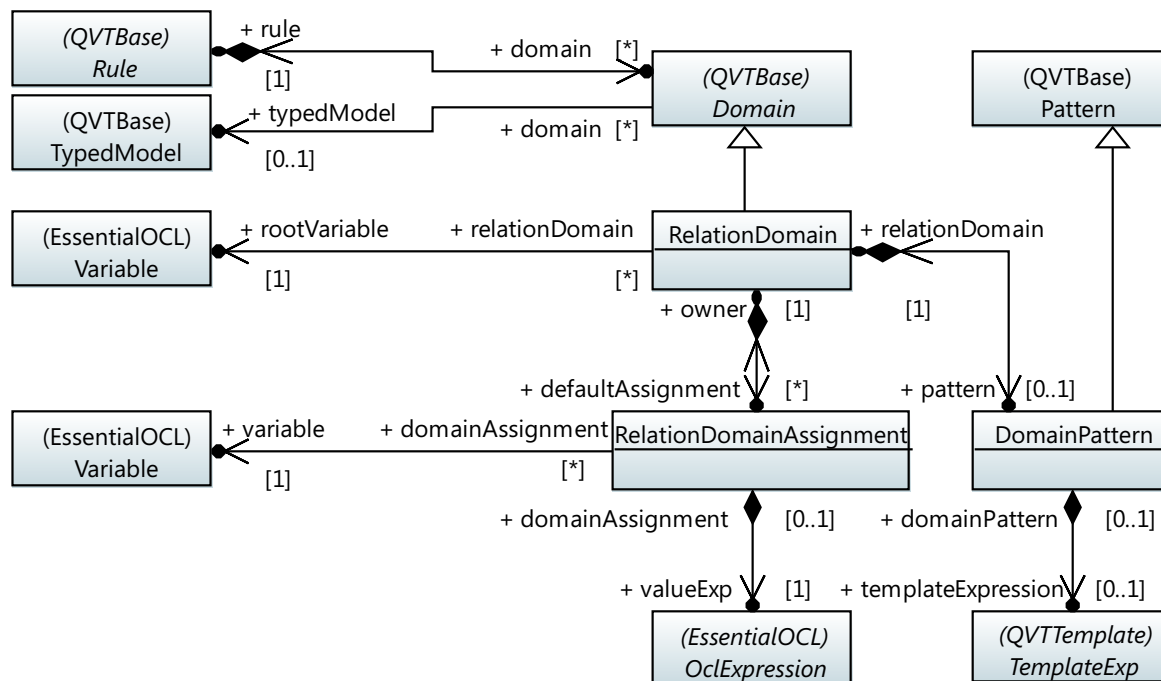 (QVTBase)
Rule
+ rule
[1]
+ domain [*]
(QVTBase)
Domain
(QVTBase)
Pattern
(QVTBase)
TypedModel
+ typedModel
[0..1]
+ domain [*]
(EssentialOCL)
Variable
+ rootVariable
[1]
+ relationDomain
[*]
RelationDomain
+ relationDomain
[1]
+ owner [1]
+ defaultAssignment [*]
+ pattern [0..1]
(EssentialOCL)
Variable
+ variable
[1]
+ domainAssignment
[*]
RelationDomainAssignment
DomainPattern
+ domainAssignment [0..1]
+ domainPattern [0..1]
+ valueExp [1]
+ templateExpression [0..1]
(EssentialOCL)
OclExpression
(QVTTemplate)
TemplateExp